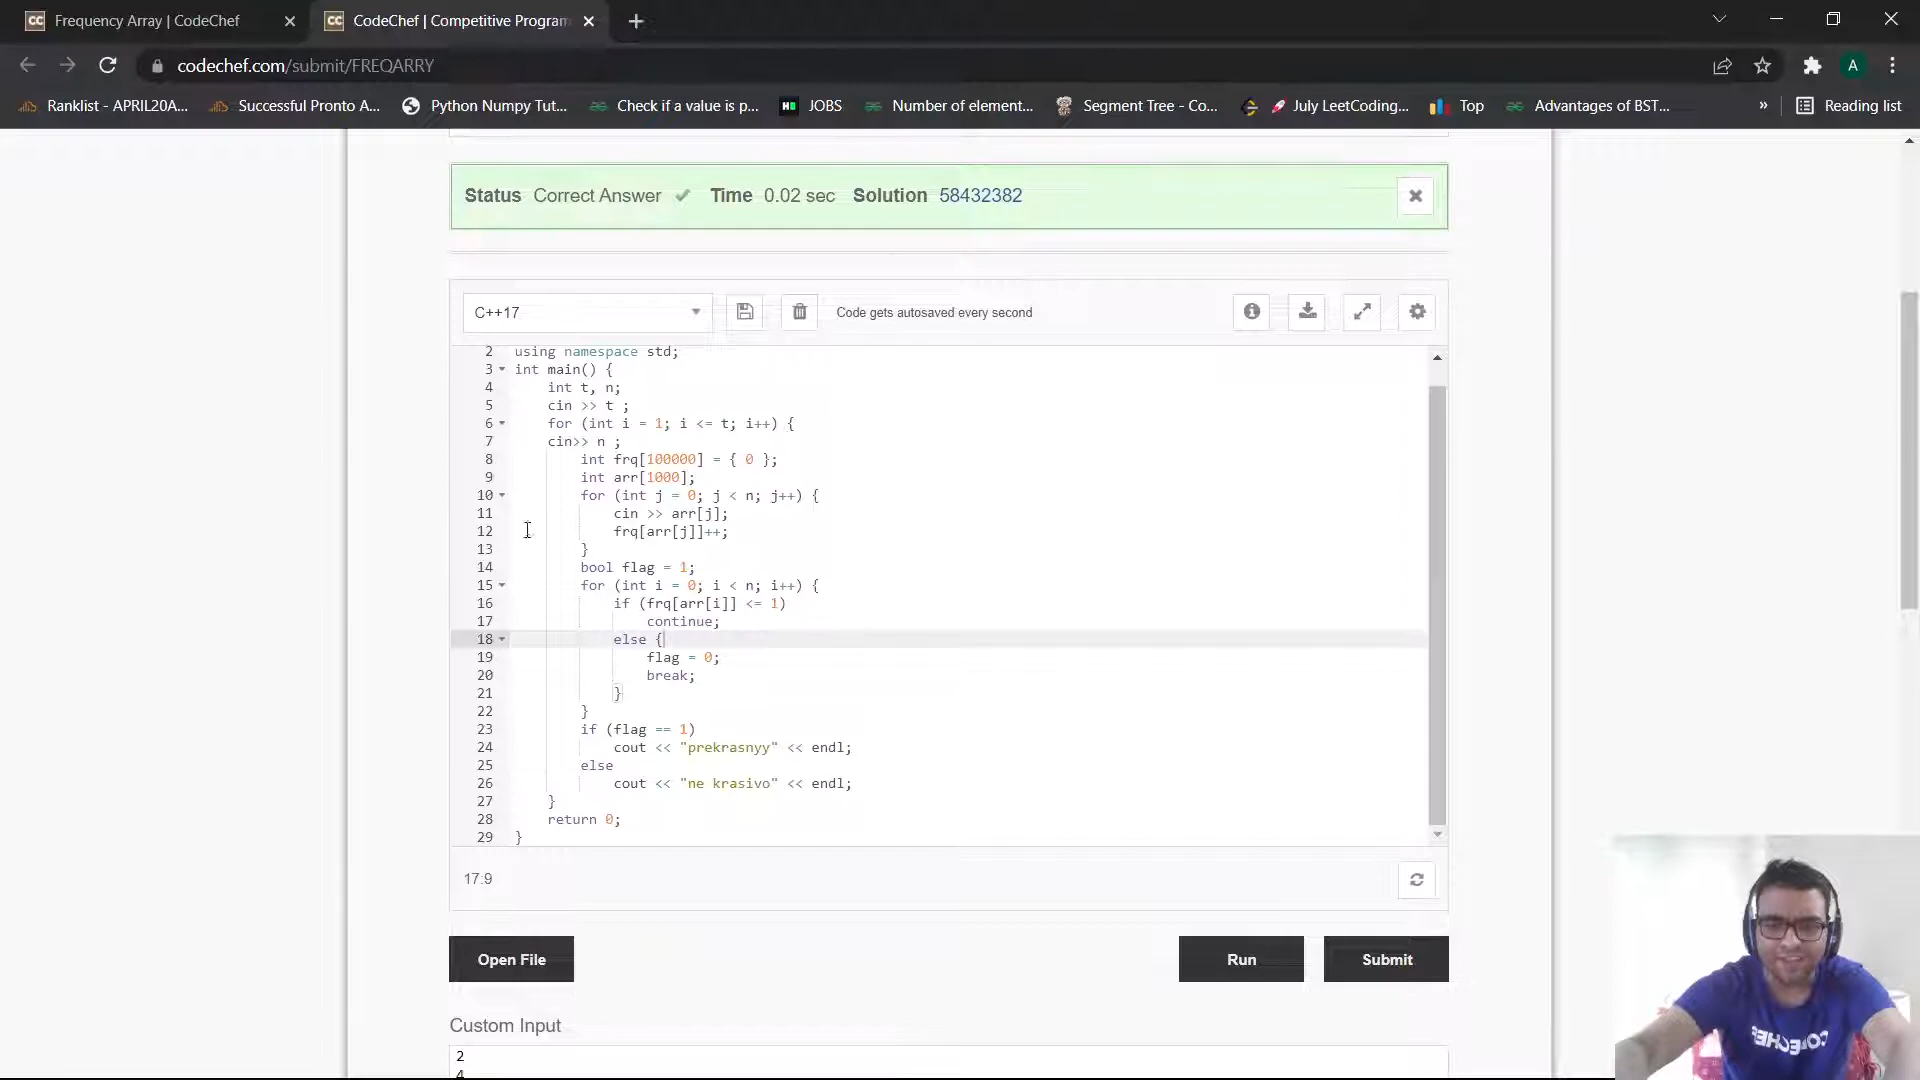 CC Frequency Array | CodeChef
CC CodeChef | Competitive Program
codechef.com/submit/FREQARRY
A
Ranklist - APRIL20A...
Successful Pronto A...
Python Numpy Tut...
Check if a value is p...
JOBS
Number of element...
Segment Tree - Co...
July LeetCoding...
Top
Advantages of BST...
»
Reading list
Status Correct Answer ✔ Time 0.02 sec Solution 58432382
C++17
Code gets autosaved every second
2 using namespace std;
3 int main() {
4 int t, n;
5 cin >> t ;
6 for (int i = 1; i <= t; i++) {
7 cin>> n ;
8 int frq[100000] = { 0 };
9 int arr[1000];
10 for (int j = 0; j < n; j++) {
11 cin >> arr[j];
12 frq[arr[j]]++;
13 }
14 bool flag = 1;
15 for (int i = 0; i < n; i++) {
16 if (frq[arr[i]] <= 1)
17 continue;
18 else {
19 flag = 0;
20 break;
21 }
22 }
23 if (flag == 1)
24 cout << "prekrasnyy" << endl;
25 else
26 cout << "ne krasivo" << endl;
27 }
28 return 0;
29 }
17:9
Open File
Run
Submit
Custom Input
2
4
CODECHEF